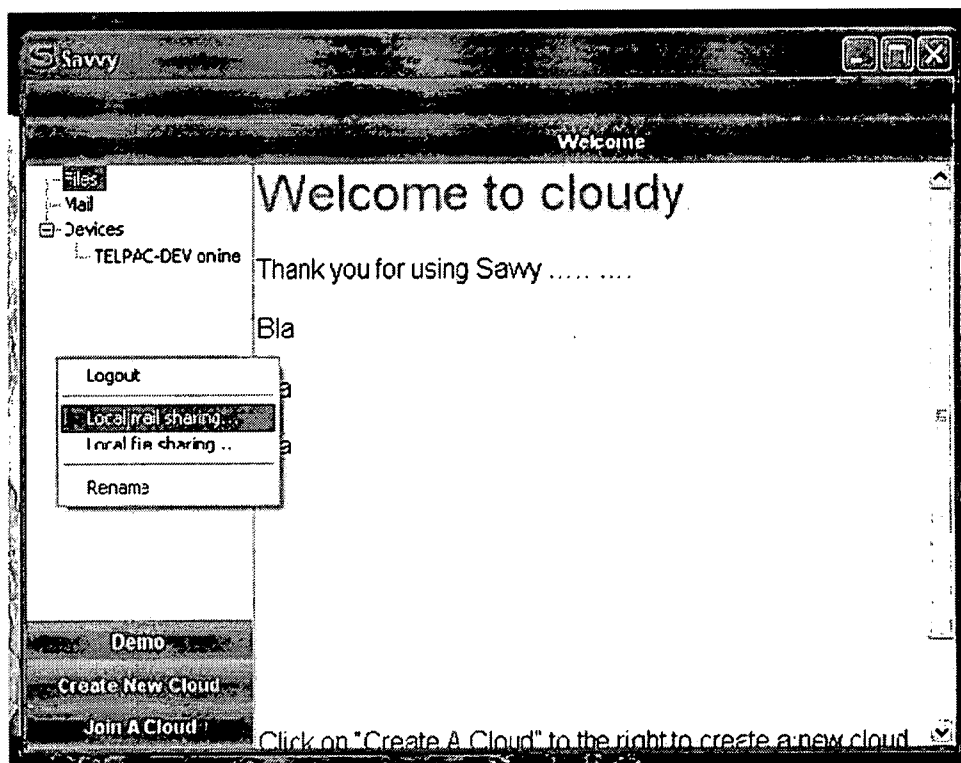 Savvy
Welcome
Files
Mail
Devices
TELPAC-DEV onine
Welcome to cloudy
Thank you for using Savvy ..... ....
Bla
a
a
Logout
Local mail sharing...
Local file sharing...
Rename
Demo
Create New Cloud
Join A Cloud
Click on "Create A Cloud" to the right to create a new cloud